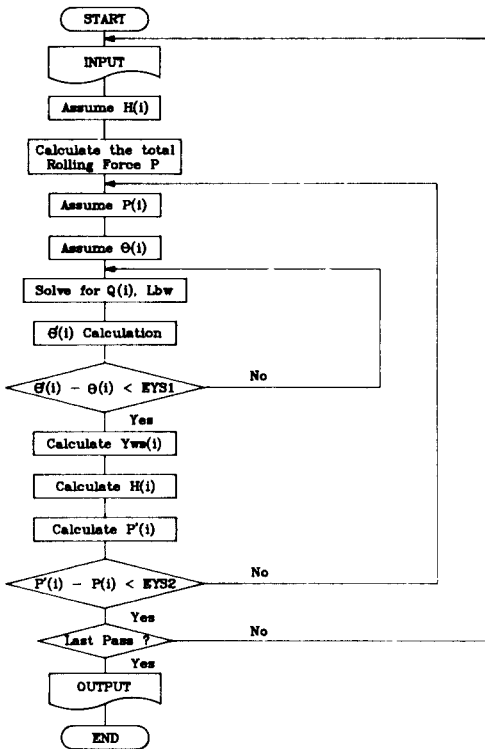 START
INPUT
Assume H(i)
Calculate the total
Rolling Force P
Assume P(i)
Assume Θ(i)
Solve for Q(i), Lbw
Θ'(i) Calculation
Θ'(i) - Θ(i) < EYS1
No
Yes
Calculate Yws(i)
Calculate H(i)
Calculate P'(i)
P'(i) - P(i) < EYS2
No
Yes
Last Pass ?
No
Yes
OUTPUT
END